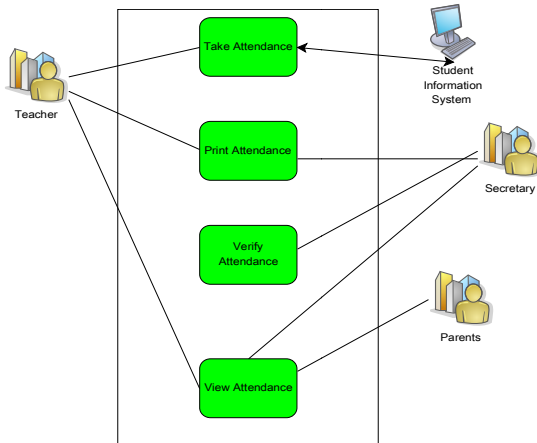 Take Attendance
Student
Information
System
Teacher
Print Attendance
Secretary
Verify
Attendance
Parents
View Attendance